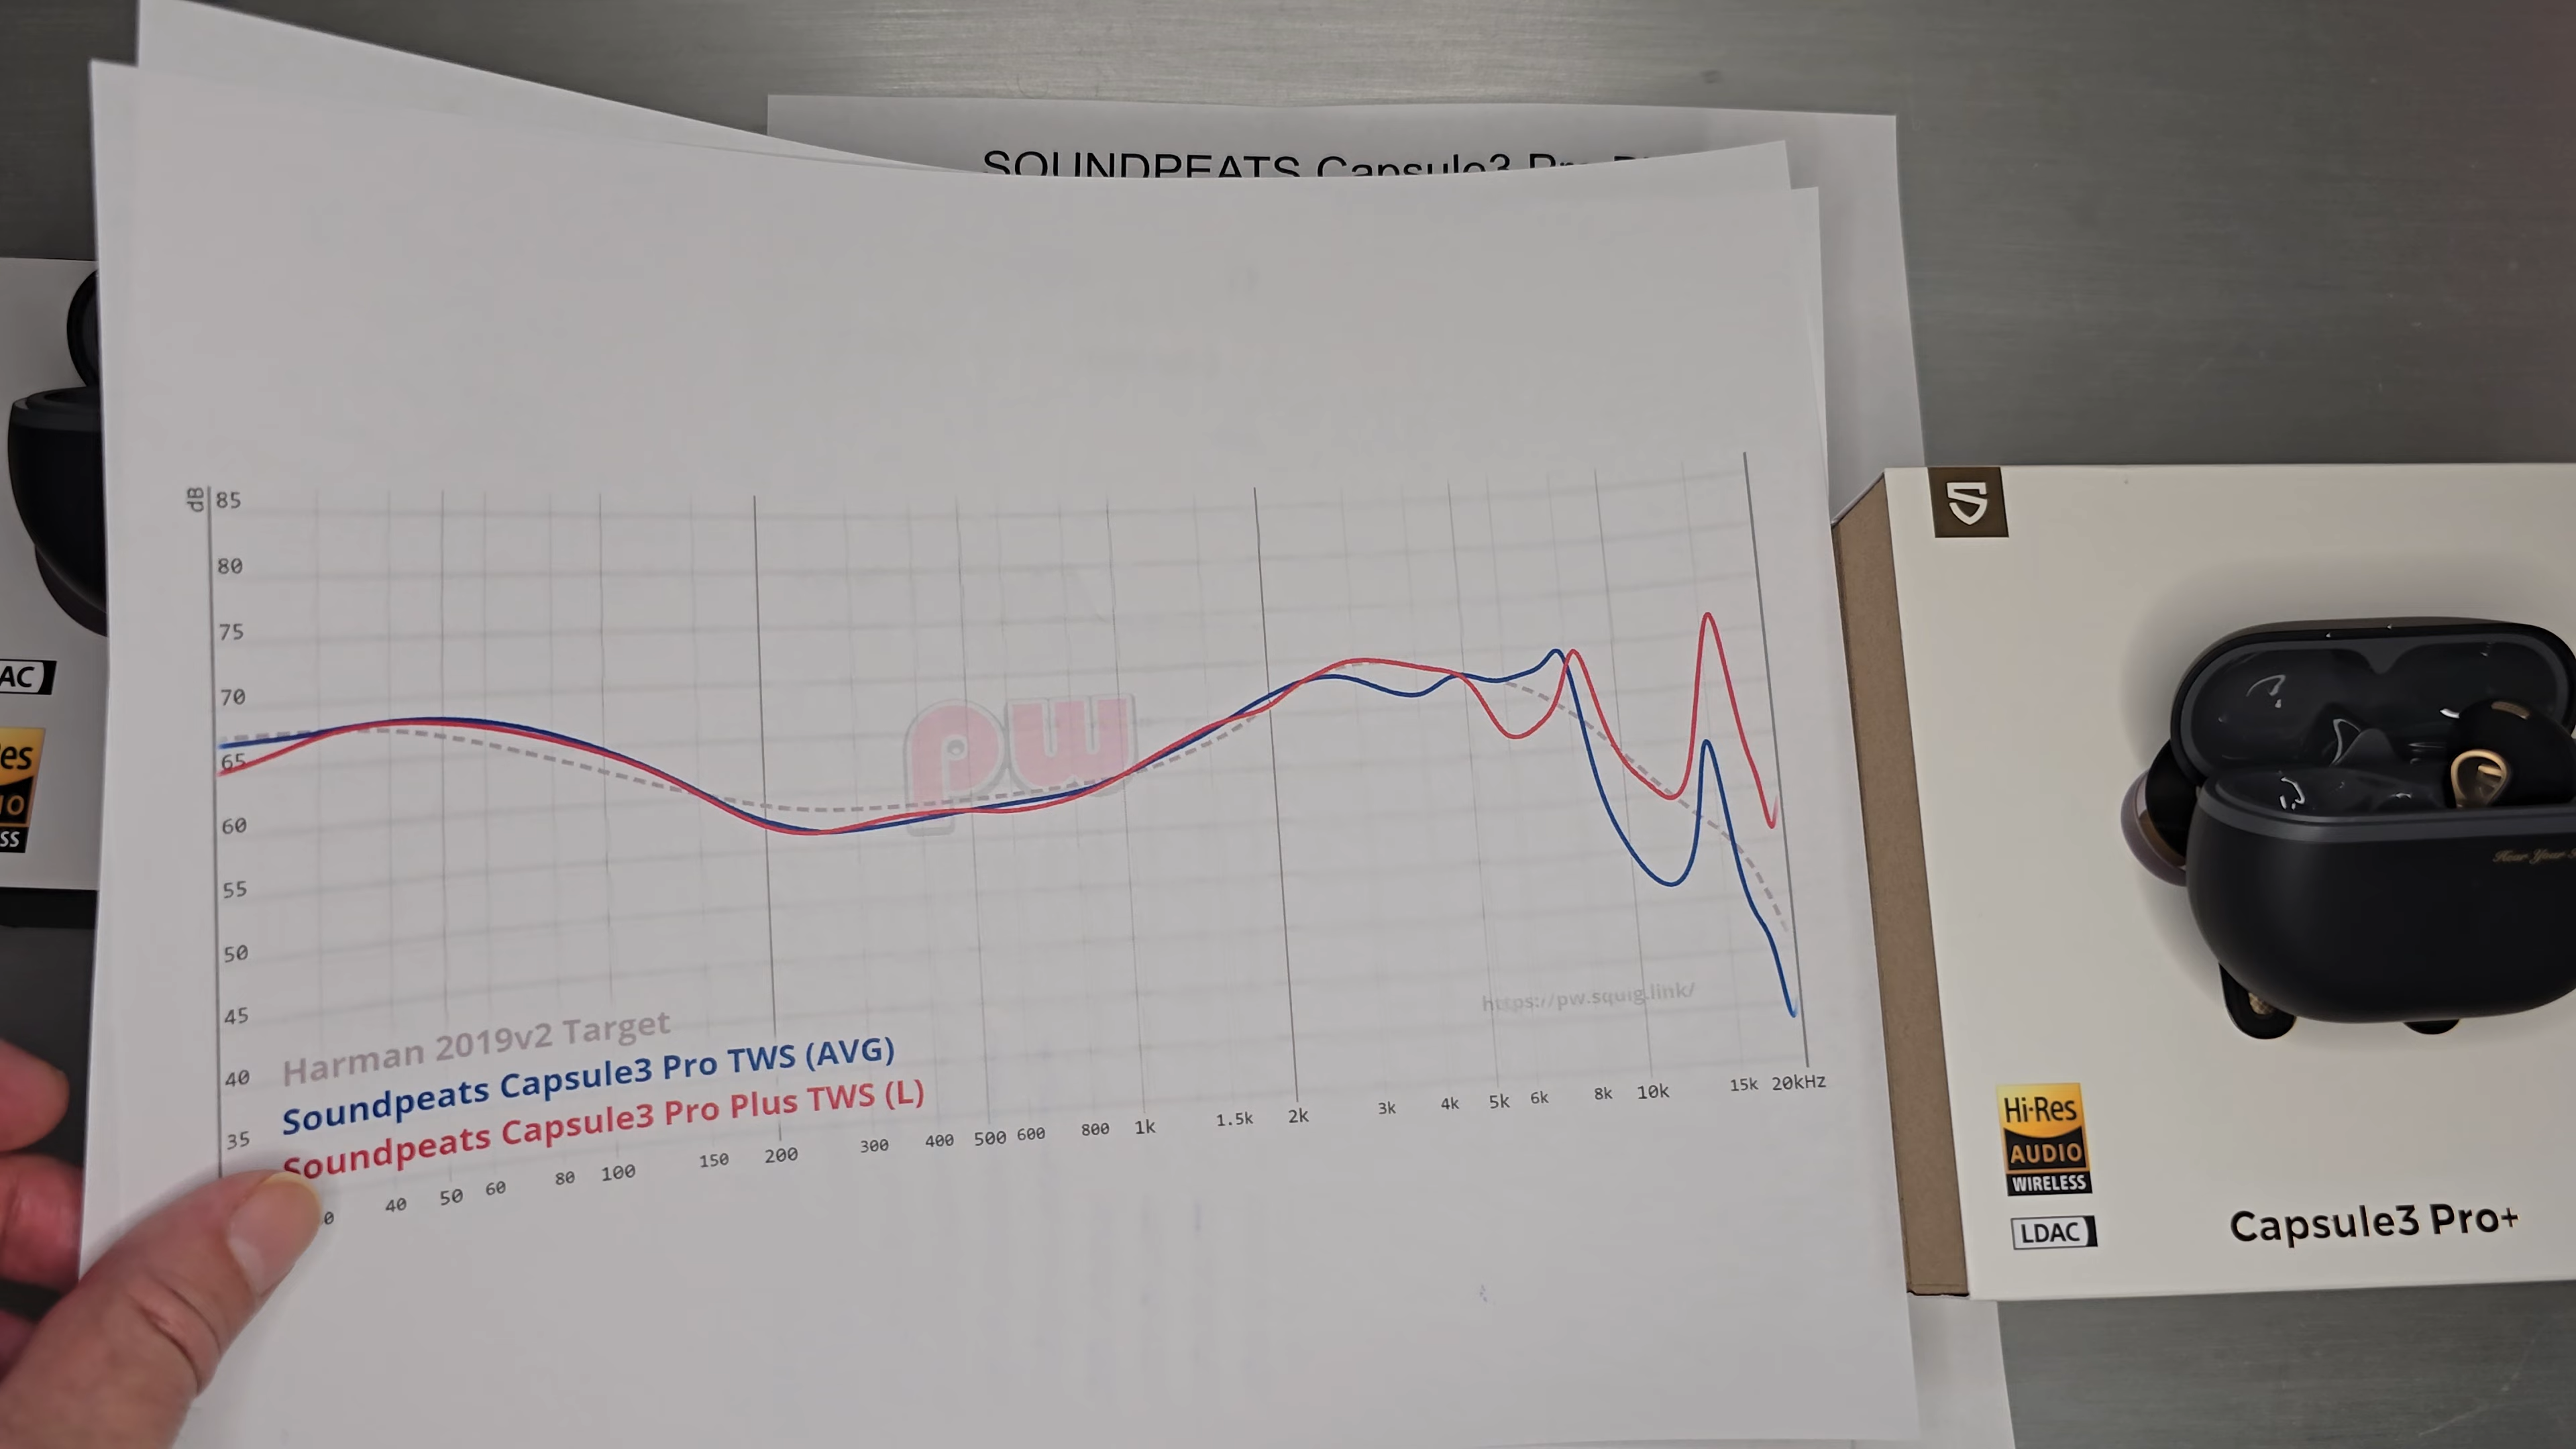 SOUNDPEATS Capsule3 Pro
dB
85
80
75
70
65
60
55
50
45
40
35
pw
https://pw.squig.link/
Harman 2019v2 Target
Soundpeats Capsule3 Pro TWS (AVG)
Soundpeats Capsule3 Pro Plus TWS (L)
0 40 50 60 80 100 150 200 300 400 500 600 800 1k 1.5k 2k 3k 4k 5k 6k 8k 10k 15k 20kHz
AC
es
IO
SS
Hi-Res
AUDIO
WIRELESS
LDAC
Capsule3 Pro+